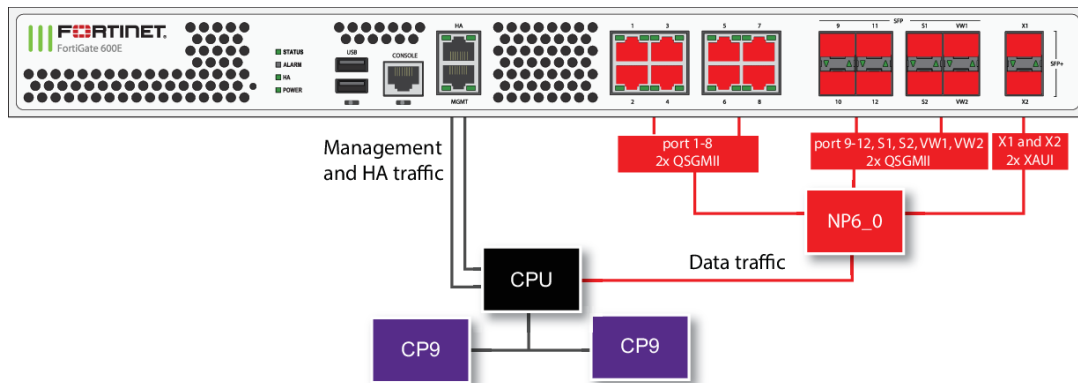 FORTINET
FortiGate 600E
STATUS
ALARM
HA
POWER
USB
CONSOLE
HA
MGMT
1 3 5 7
2 4 6 8
SFP
9 11 S1 VW1 X1
10 12 S2 VW2 X2
SFP+
Management
and HA traffic
port 1-8
2x QSGMII
port 9-12, S1, S2, VW1, VW2
2x QSGMII
X1 and X2
2x XAUI
NP6_0
Data traffic
CPU
CP9
CP9